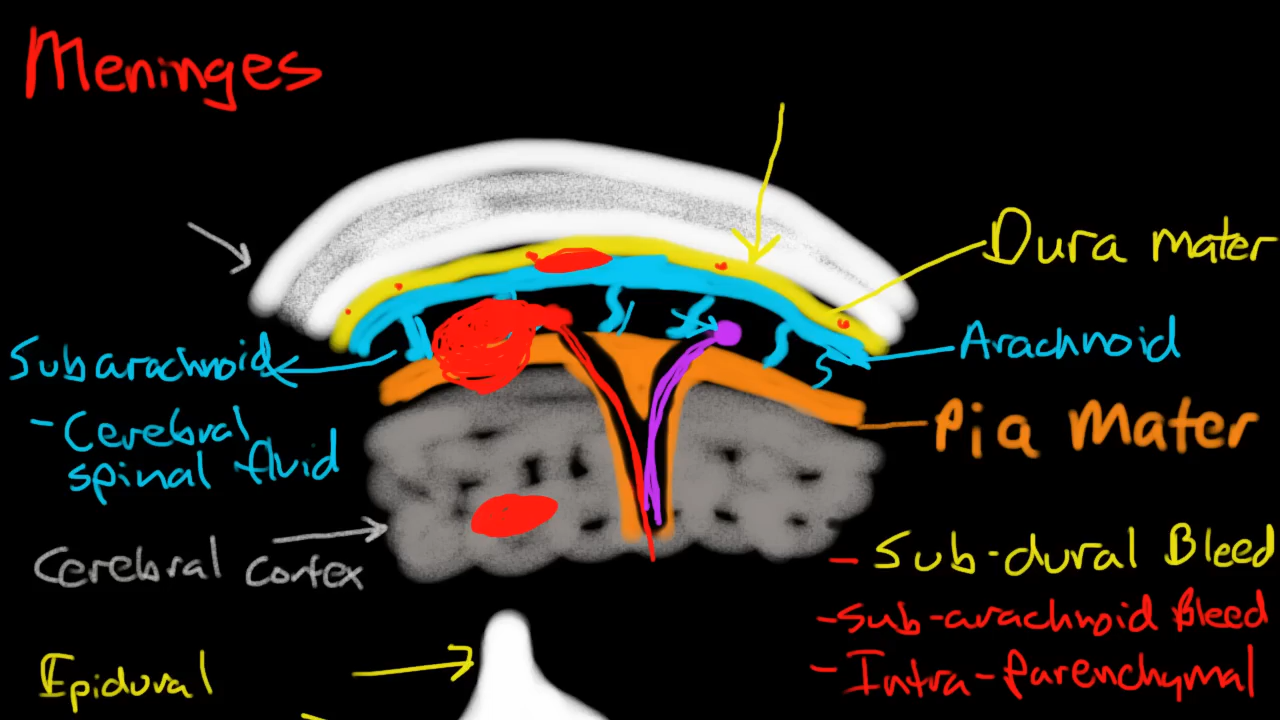 Meninges
Dura mater
Subarachnoid
Arachnoid
- Cerebral
spinal fluid
Pia Mater
Cerebral cortex
- Sub-dural Bleed
- Sub-arachnoid Bleed
- Intra-parenchymal
Epidural